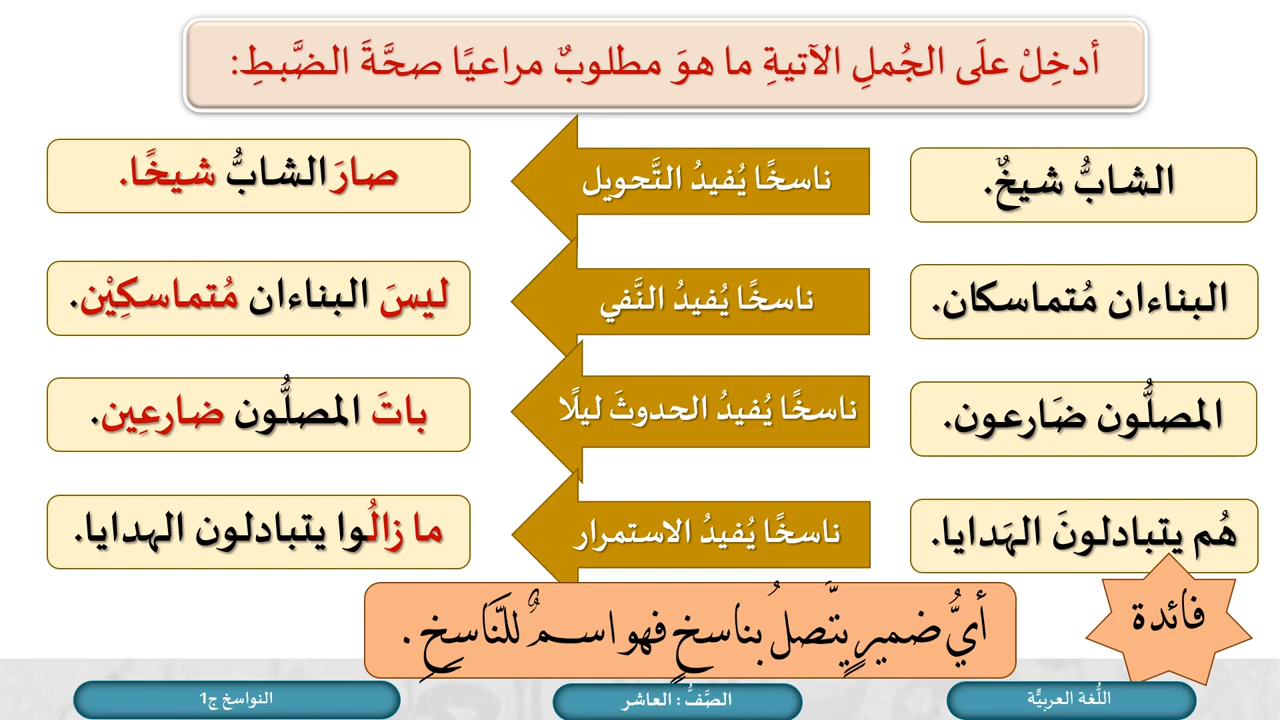 أدخِلْ علَى الجُملِ الآتيةِ ما هوَ مطلوبٌ مراعيًا صحَّةَ الضَّبطِ:
الشابُّ شيخٌ.
ناسخًا يُفيدُ التَّحويل
صارَ الشابُّ شيخًا.
البناءان مُتماسكان.
ناسخًا يُفيدُ النَّفي
ليسَ البناءان مُتماسكِيْن.
المصلُّون ضَارعون.
ناسخًا يُفيدُ الحدوثَ ليلًا
باتَ المصلُّون ضارعِين.
هُم يتبادلونَ الهَدايا.
ناسخًا يُفيدُ الاستمرار
ما زالُوا يتبادلون الهدايا.
فائدة
أيُّ ضميرٍ يتَّصلُ بناسخٍ فهو اسمٌ للنَّاسخِ.
اللُّغة العربيَّة
الصَّفُّ : العاشر
النواسخ ج1